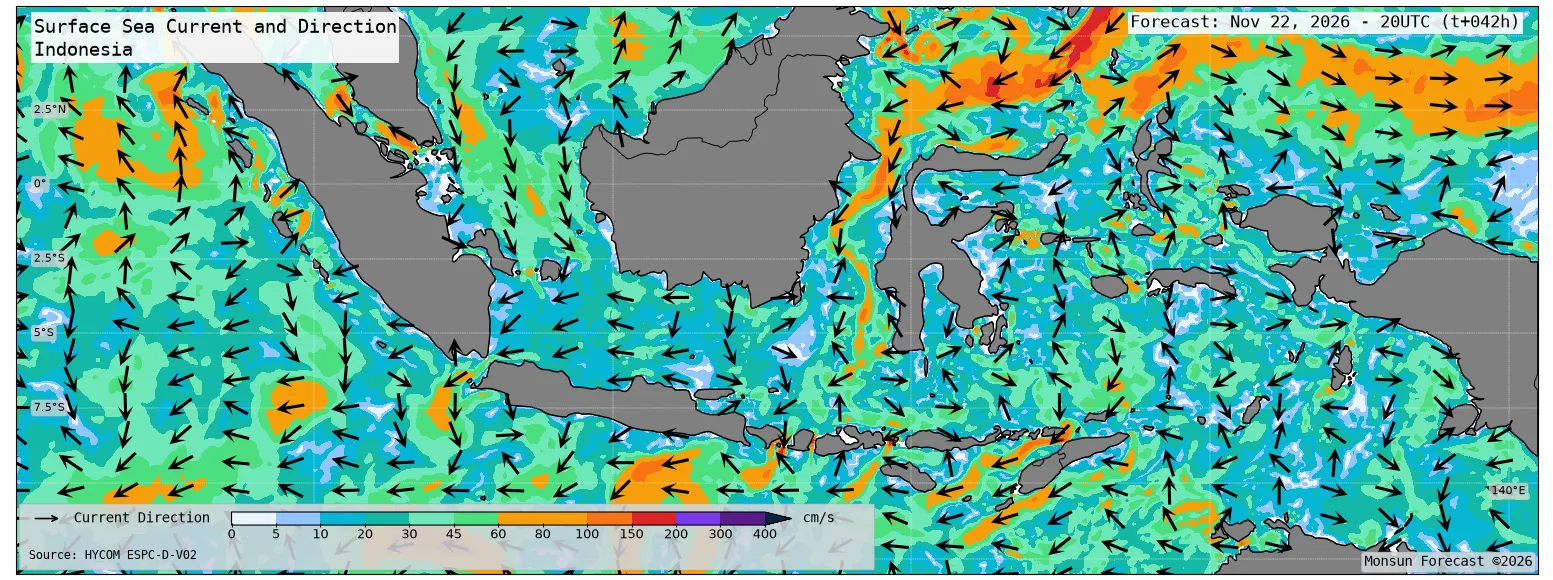 Surface Sea Current and Direction
Indonesia
Forecast: Nov 22, 2026 - 20UTC (t+042h)
2.5°N
0°
2.5°S
5°S
7.5°S
140°E
Current Direction
0 5 10 20 30 45 60 80 100 150 200 300 400
cm/s
Source: HYCOM ESPC-D-V02
Monsun Forecast ©2026